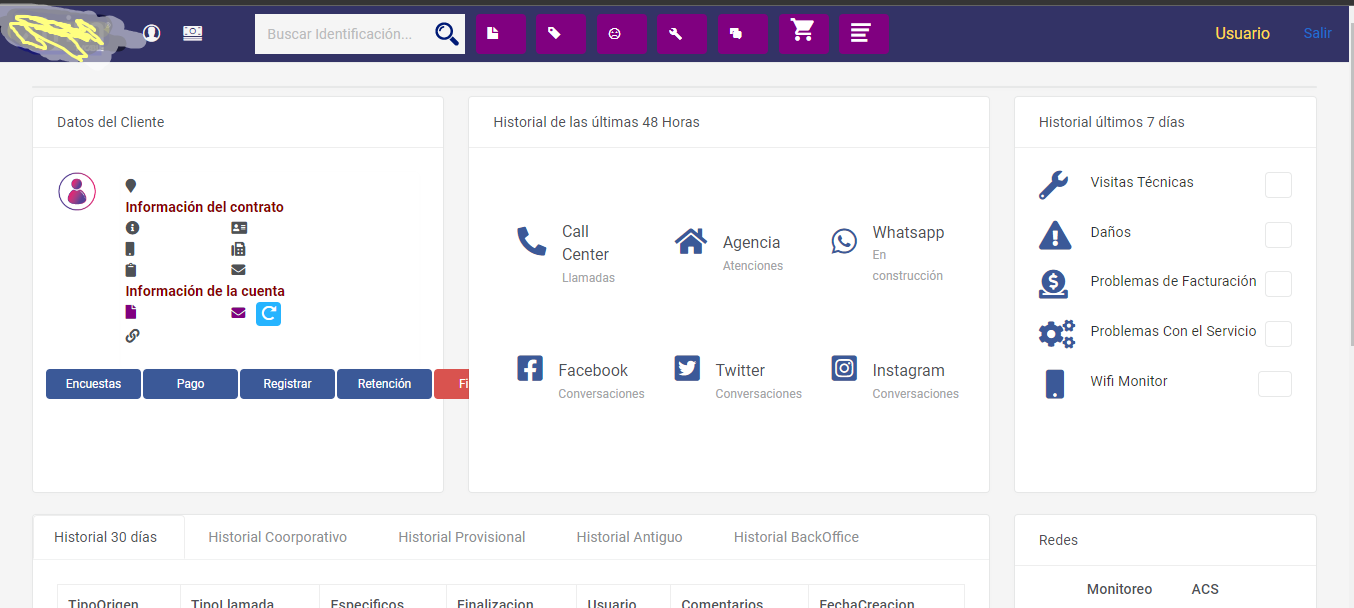 Buscar Identificación...
Usuario
Salir
Datos del Cliente
Información del contrato
Información de la cuenta
Encuestas
Pago
Registrar
Retención
Historial de las últimas 48 Horas
Call
Center
Llamadas
Agencia
Atenciones
Whatsapp
En
construcción
Facebook
Conversaciones
Twitter
Conversaciones
Instagram
Conversaciones
Historial últimos 7 días
Visitas Técnicas
Daños
Problemas de Facturación
Problemas Con el Servicio
Wifi Monitor
Historial 30 días
Historial Coorporativo
Historial Provisional
Historial Antiguo
Historial BackOffice
TipoOrigen
TipoLlamada
Especificos
Finalizacion
Usuario
Comentarios
FechaCreacion
Redes
Monitoreo
ACS